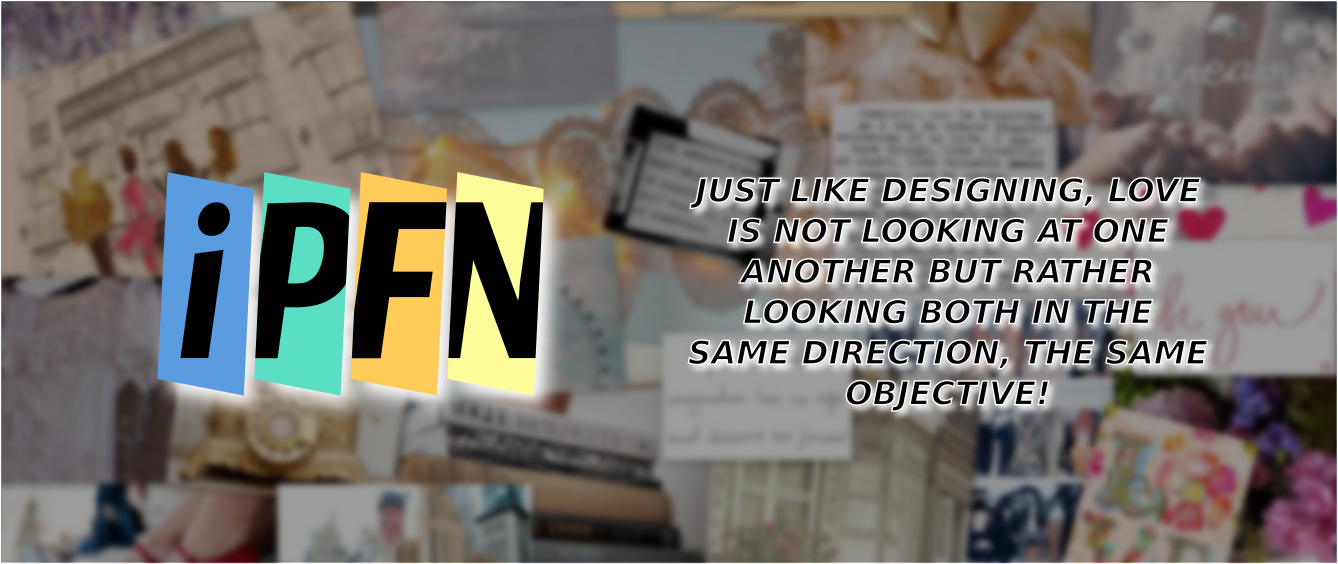 iPFN
JUST LIKE DESIGNING, LOVE
IS NOT LOOKING AT ONE
ANOTHER BUT RATHER
LOOKING BOTH IN THE
SAME DIRECTION, THE SAME
OBJECTIVE!
dream